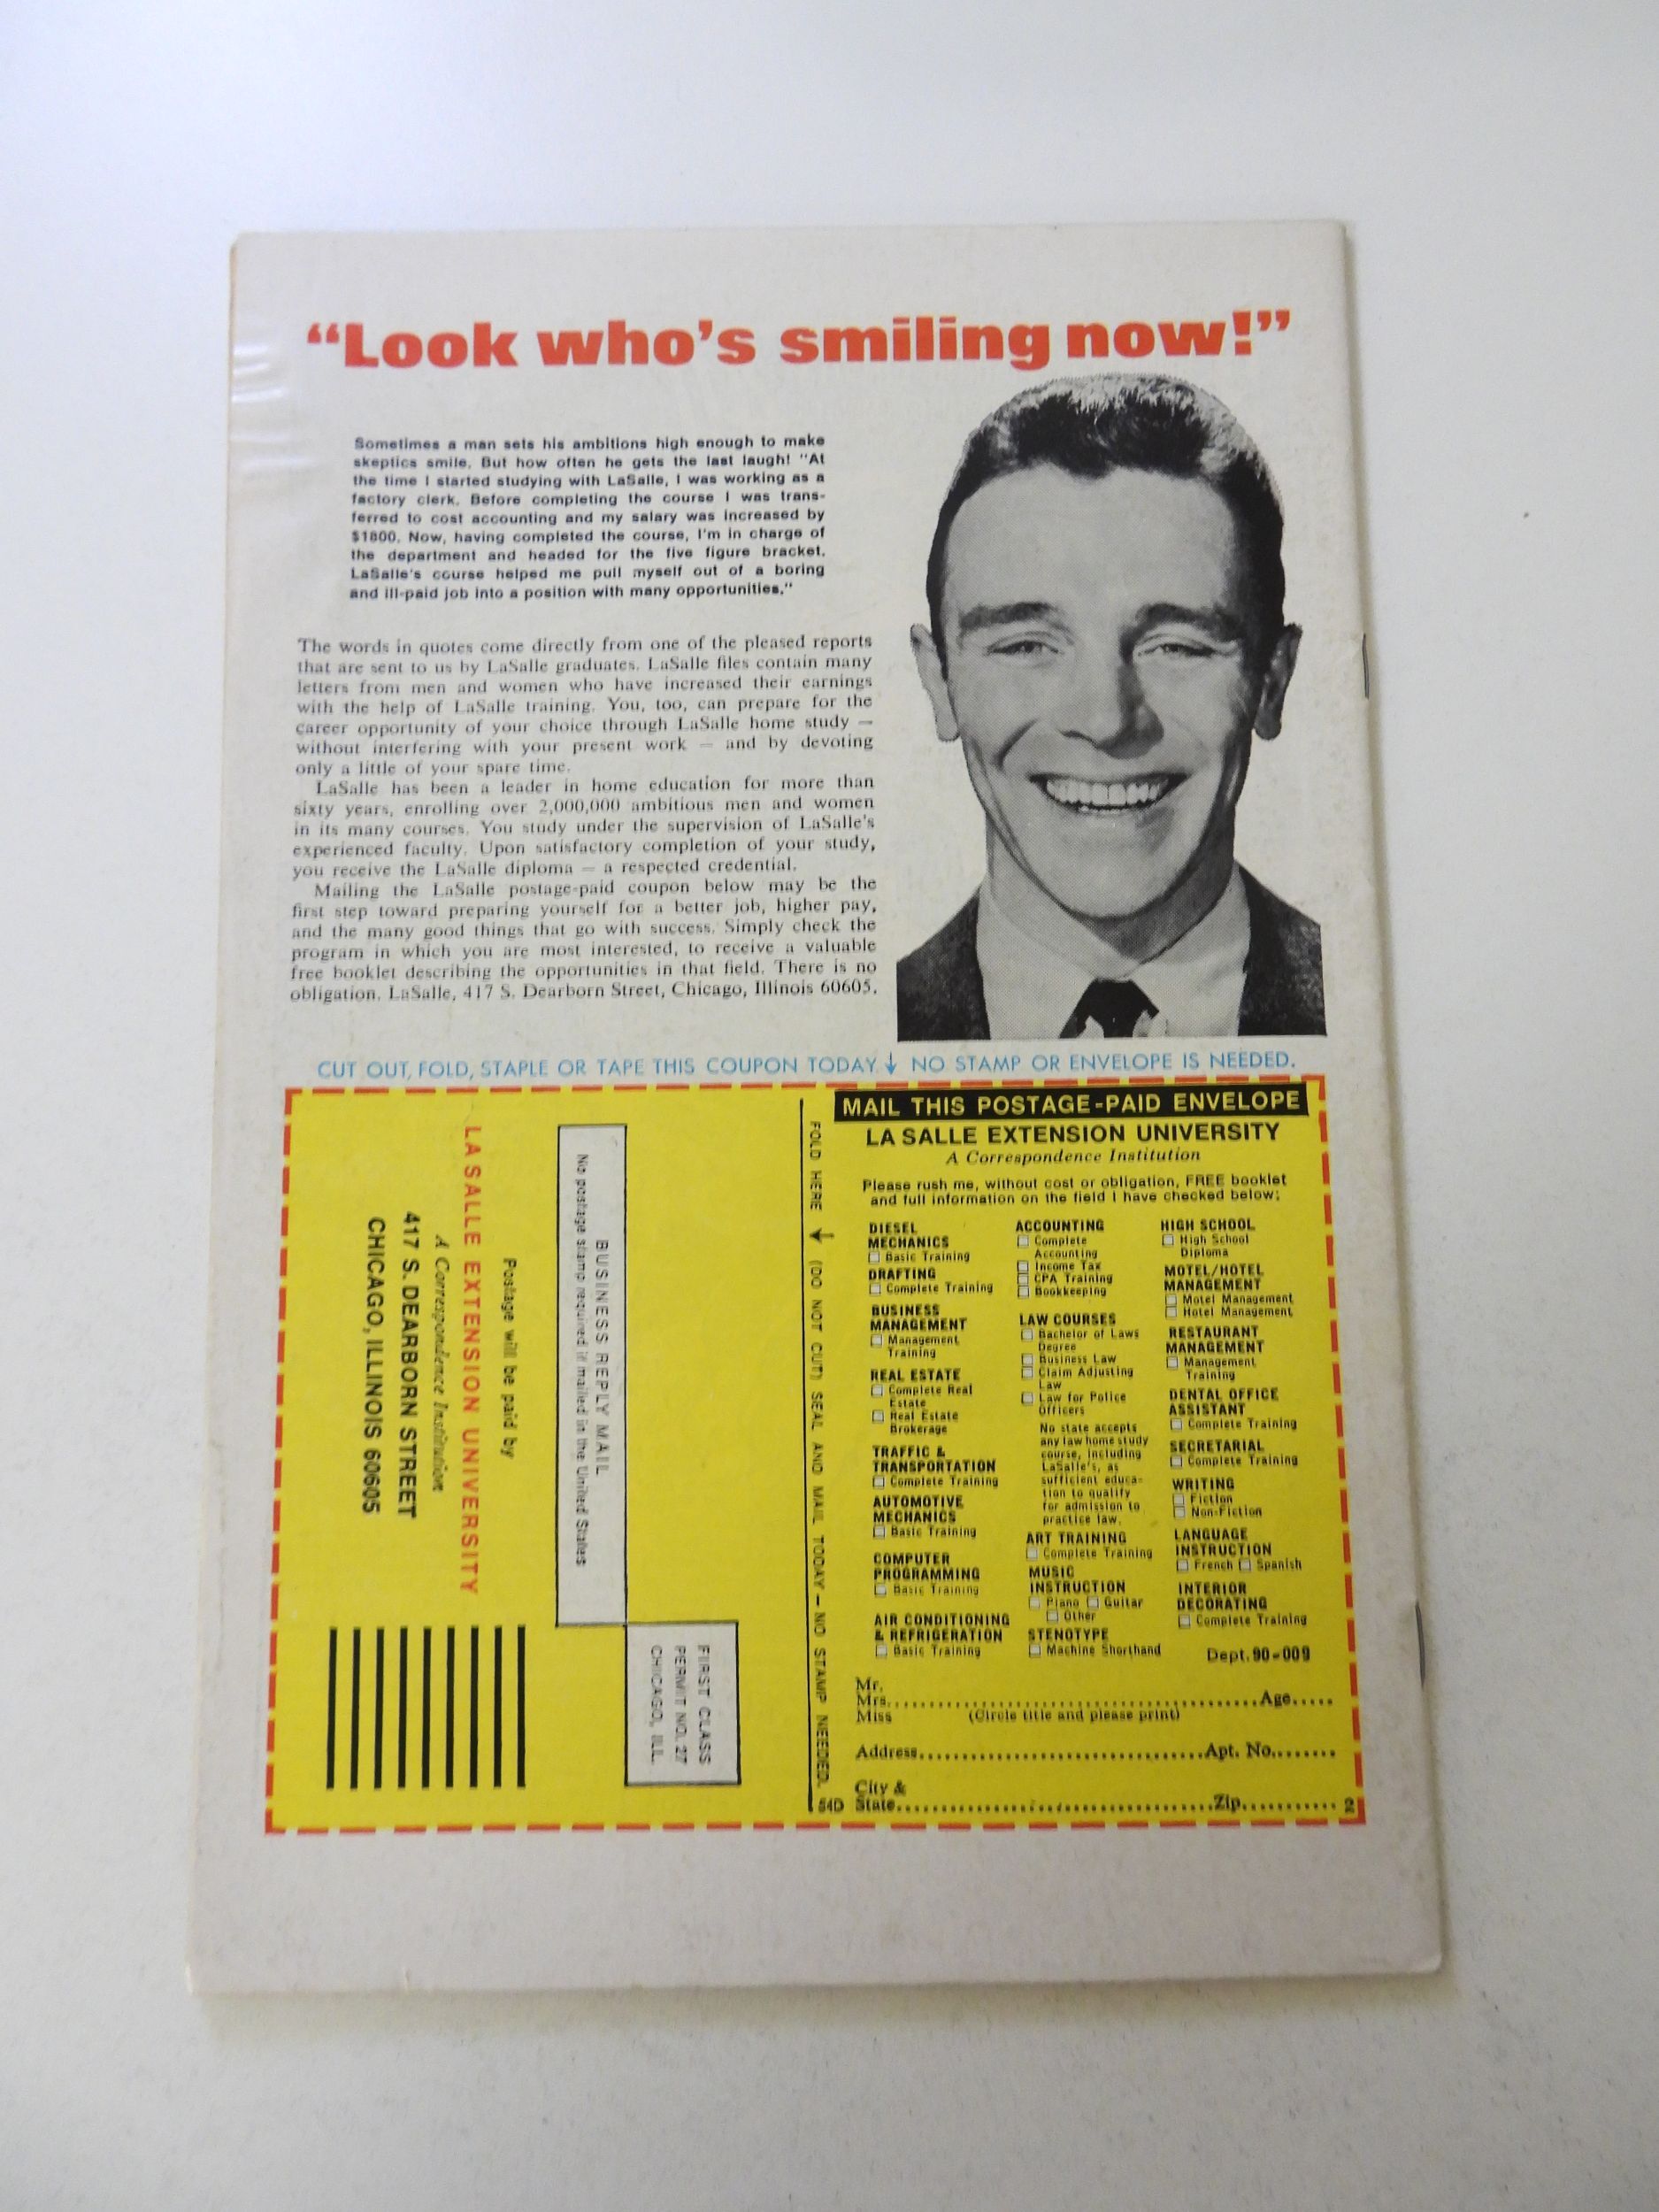 “Look who’s smiling now!”
Sometimes a man sets his ambitions high enough to make
skeptics smile. But how often he gets the last laugh! "At
the time I started studying with LaSalle, I was working as a
factory clerk. Before completing the course I was trans-
ferred to cost accounting and my salary was increased by
$1800. Now, having completed the course, I'm in charge of
the department and headed for the five figure bracket.
LaSalle's course helped me pull myself out of a boring
and ill-paid job into a position with many opportunities."
The words in quotes come directly from one of the pleased reports
that are sent to us by LaSalle graduates. LaSalle files contain many
letters from men and women who have increased their earnings
with the help of LaSalle training. You, too, can prepare for the
career opportunity of your choice through LaSalle home study —
without interfering with your present work — and by devoting
only a little of your spare time.
LaSalle has been a leader in home education for more than
sixty years, enrolling over 2,000,000 ambitious men and women
in its many courses. You study under the supervision of LaSalle's
experienced faculty. Upon satisfactory completion of your study,
you receive the LaSalle diploma — a respected credential.
Mailing the LaSalle postage-paid coupon below may be the
first step toward preparing yourself for a better job, higher pay,
and the many good things that go with success. Simply check the
program in which you are most interested, to receive a valuable
free booklet describing the opportunities in that field. There is no
obligation. LaSalle, 417 S. Dearborn Street, Chicago, Illinois 60605.
CUT OUT, FOLD, STAPLE OR TAPE THIS COUPON TODAY. ↓ NO STAMP OR ENVELOPE IS NEEDED.
FIRST CLASS
PERMIT NO. 27
CHICAGO, ILL.
BUSINESS REPLY MAIL
No postage stamp required if mailed in the United States
Postage will be paid by
LA SALLE EXTENSION UNIVERSITY
A Correspondence Institution
417 S. DEARBORN STREET
CHICAGO, ILLINOIS 60605
FOLD HERE (DO NOT CUT) SEAL AND MAIL TODAY — NO STAMP NEEDED.
54D
MAIL THIS POSTAGE-PAID ENVELOPE
LA SALLE EXTENSION UNIVERSITY
A Correspondence Institution
Please rush me, without cost or obligation, FREE booklet
and full information on the field I have checked below:
DIESEL
MECHANICS
Basic Training
DRAFTING
Complete Training
BUSINESS
MANAGEMENT
Management
Training
REAL ESTATE
Complete Real
Estate
Real Estate
Brokerage
TRAFFIC &
TRANSPORTATION
Complete Training
AUTOMOTIVE
MECHANICS
Basic Training
COMPUTER
PROGRAMMING
Basic Training
AIR CONDITIONING
& REFRIGERATION
Basic Training
ACCOUNTING
Complete
Accounting
Income Tax
CPA Training
Bookkeeping
LAW COURSES
Bachelor of Laws
Degree
Business Law
Claim Adjusting
Law
Law for Police
Officers
No state accepts
any law home study
course, including
LaSalle's, as
sufficient educa-
tion to qualify
for admission to
practice law.
ART TRAINING
Complete Training
MUSIC
INSTRUCTION
Piano Guitar
Other
STENOTYPE
Machine Shorthand
HIGH SCHOOL
High School
Diploma
MOTEL/HOTEL
MANAGEMENT
Motel Management
Hotel Management
RESTAURANT
MANAGEMENT
Management
Training
DENTAL OFFICE
ASSISTANT
Complete Training
SECRETARIAL
Complete Training
WRITING
Fiction
Non-Fiction
LANGUAGE
INSTRUCTION
French Spanish
INTERIOR
DECORATING
Complete Training
Dept. 90-009
Mr.
Mrs. Age
Miss (Circle title and please print)
Address Apt. No.
City &
State Zip 2